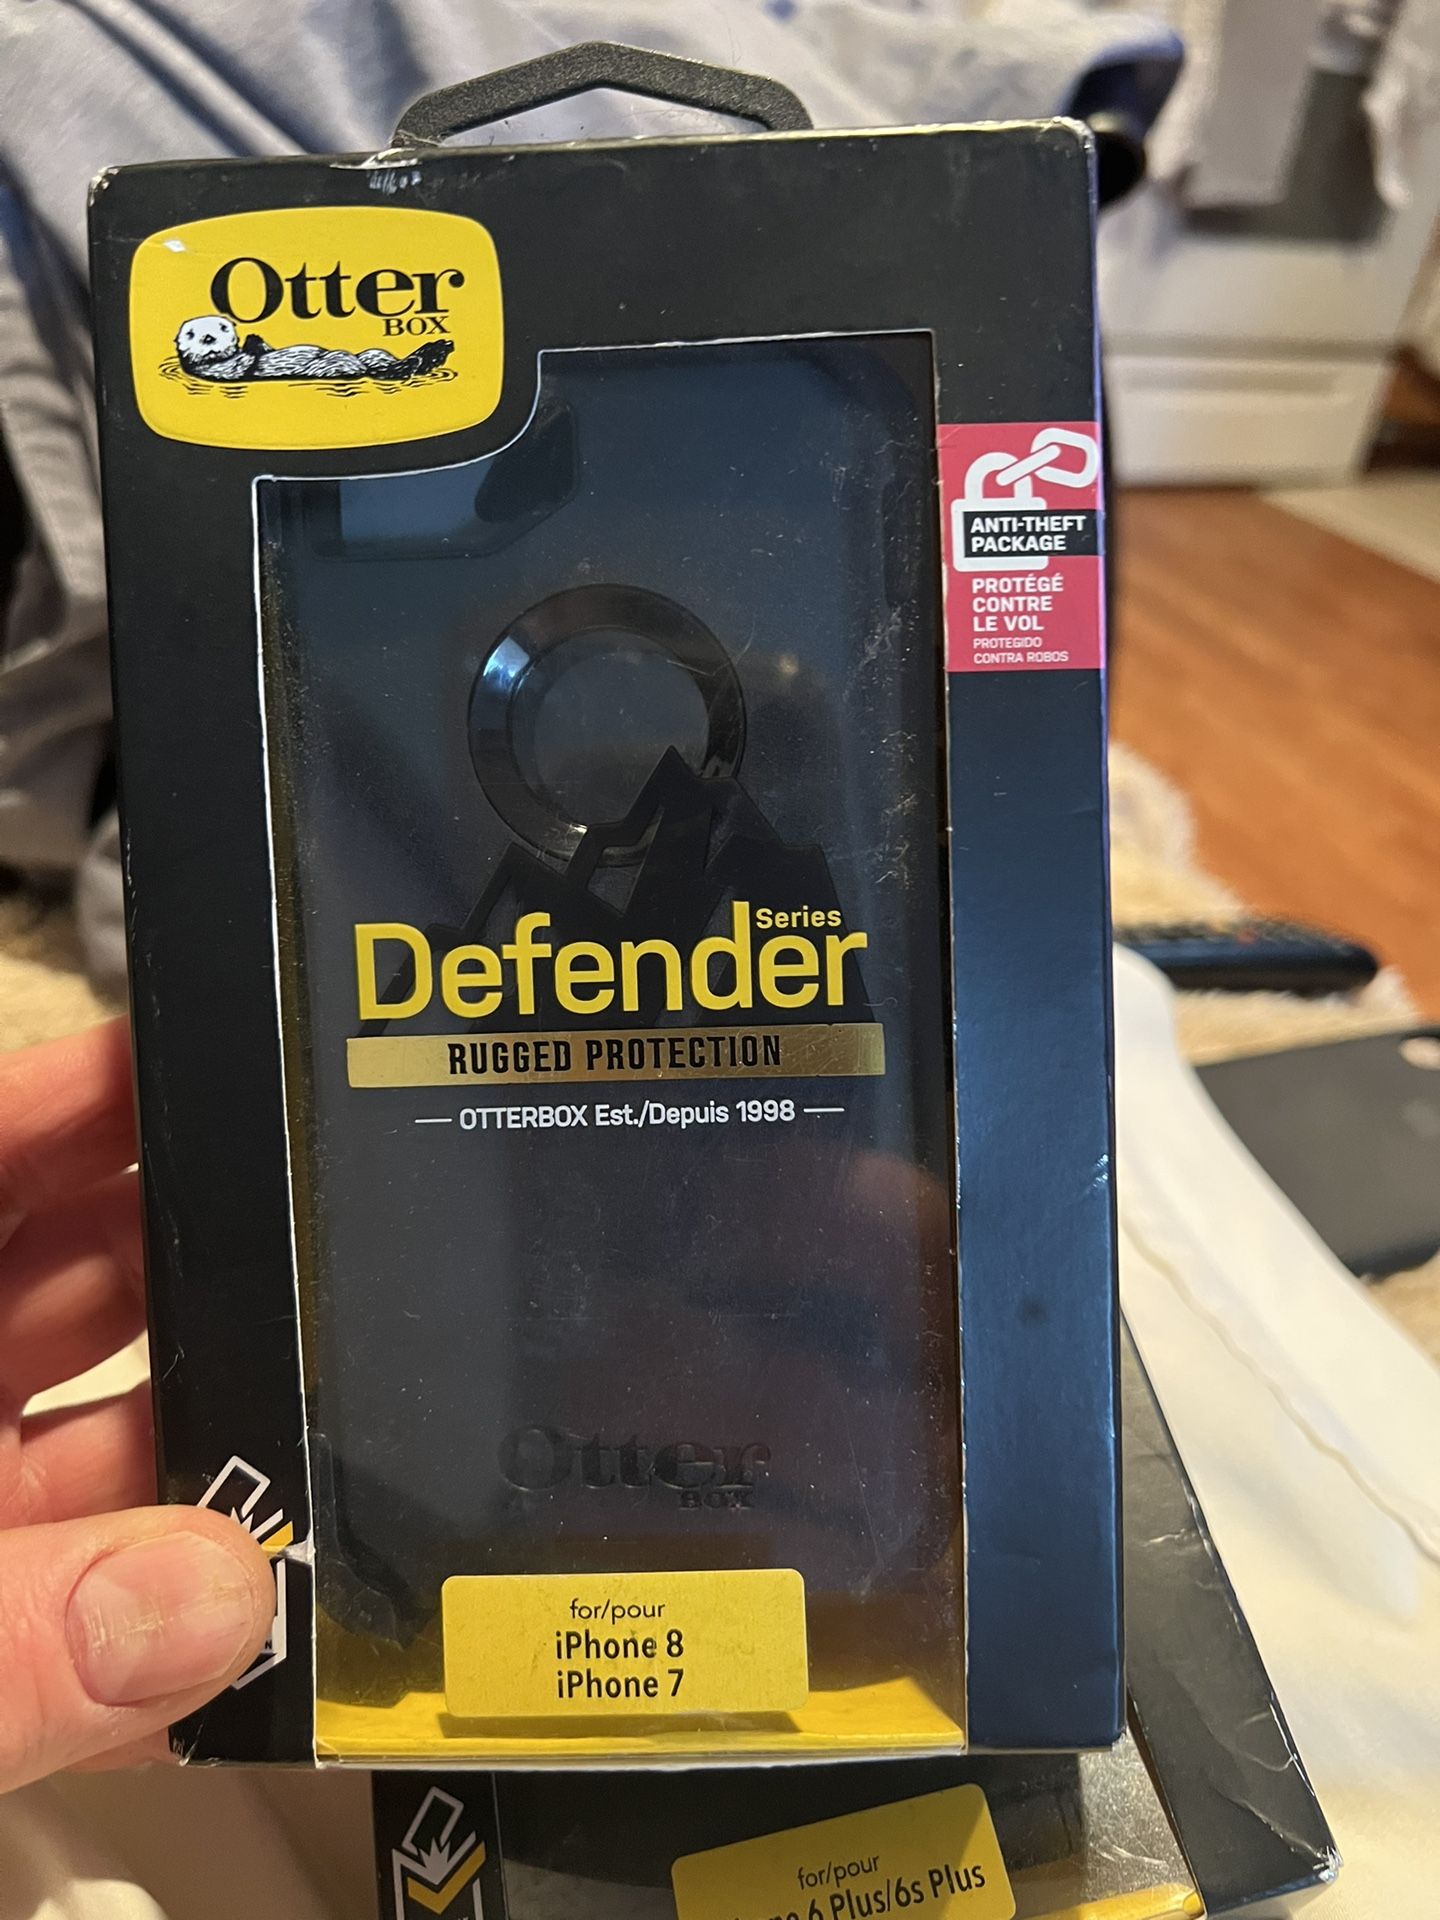 Otter
BOX
ANTI-THEFT
PACKAGE
PROTÉGÉ
CONTRE
LE VOL
PROTEGIDO
CONTRA ROBOS
Series
Defender
RUGGED PROTECTION
— OTTERBOX Est./Depuis 1998 —
Otter
BOX
for/pour
iPhone 8
iPhone 7
for/pour
6 Plus/6s Plus